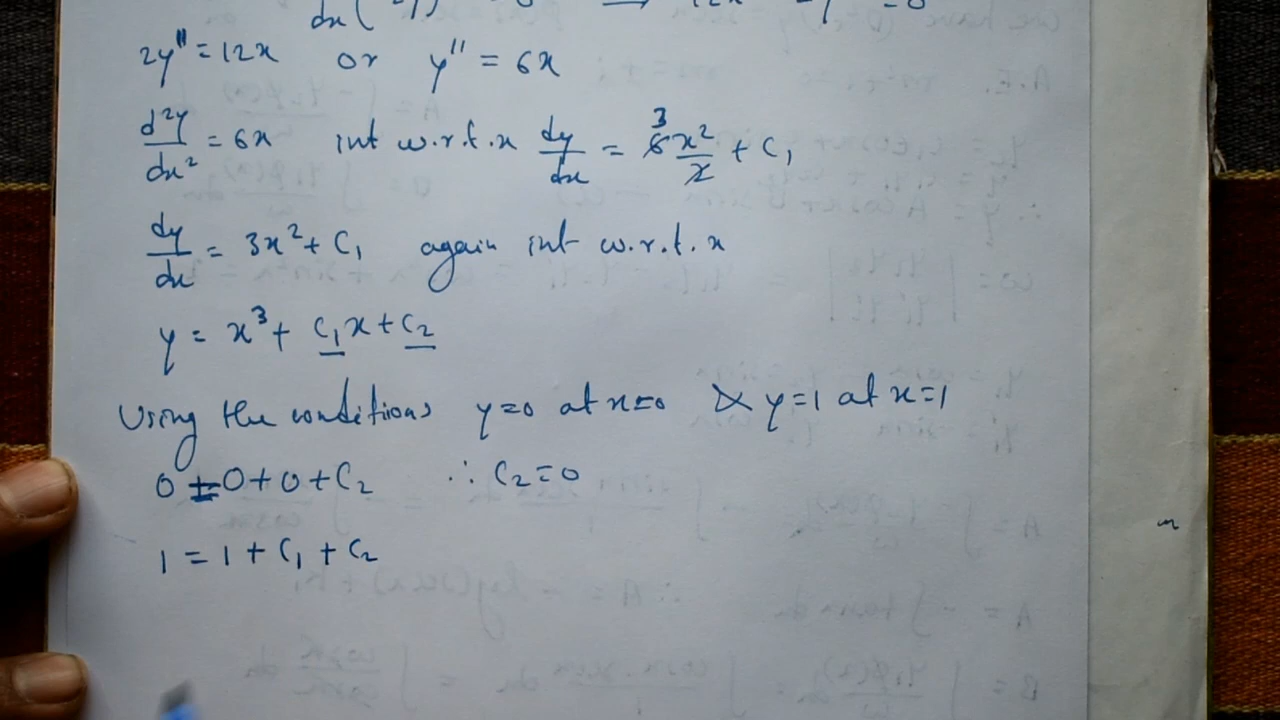 2y'' = 12x or y'' = 6x
d²y/dx² = 6x int w.r.t.x dy/dx = 6 3 x²/2 + C₁
dy/dx = 3x² + C₁ again int w.r.t.x
y = x³ + C₁x + C₂
Using the conditions y=0 at x=0 & y=1 at x=1
0 = 0 + 0 + C₂ ∴ C₂ = 0
1 = 1 + C₁ + C₂